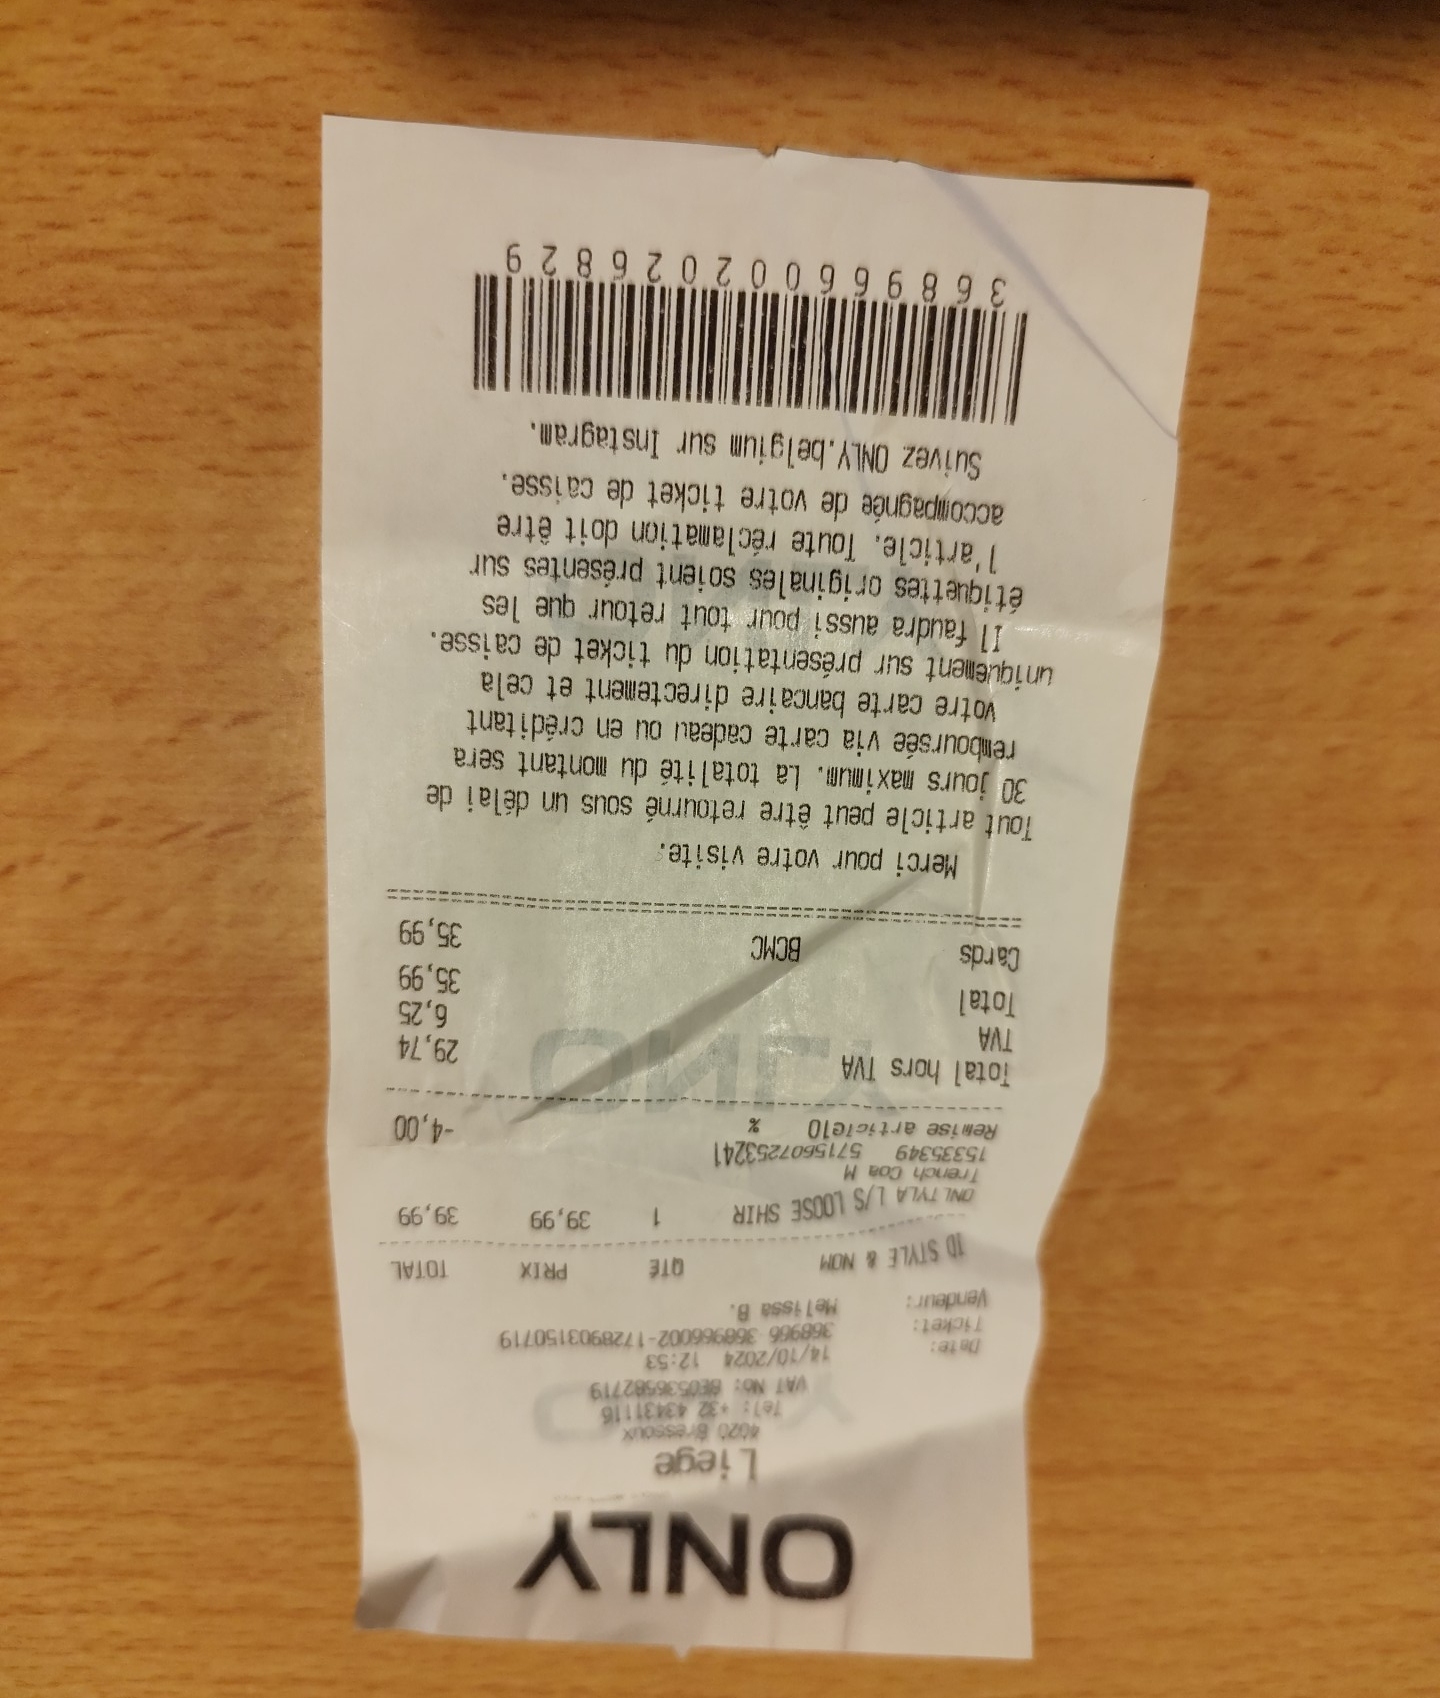 ONLY
Liege
4020 Bressoux
Tel: +32 43431116
VAT No: BE0536582719
Date: 14/10/2024 12:53
Ticket: 368966 368966002-1728903150719
Vendeur: Melissa B.
ID STYLE & NOM QTÉ PRIX TOTAL
ONLTYLA L/S LOOSE SHIR 1 39,99 39,99
Trench Coa M
15335349 5715607253241
Remise article10 % -4,00
Total hors TVA 29,74
TVA 6,25
Total 35,99
Cards BCMC 35,99
Merci pour votre visite.
Tout article peut être retourné sous un délai de
30 jours maximum. La totalité du montant sera
remboursée via carte cadeau ou en créditant
votre carte bancaire directement et cela
uniquement sur présentation du ticket de caisse.
Il faudra aussi pour tout retour que les
étiquettes originales soient présentes sur
l'article. Toute réclamation doit être
accompagnée de votre ticket de caisse.
Suivez ONLY.belgium sur Instagram.
368966002026829